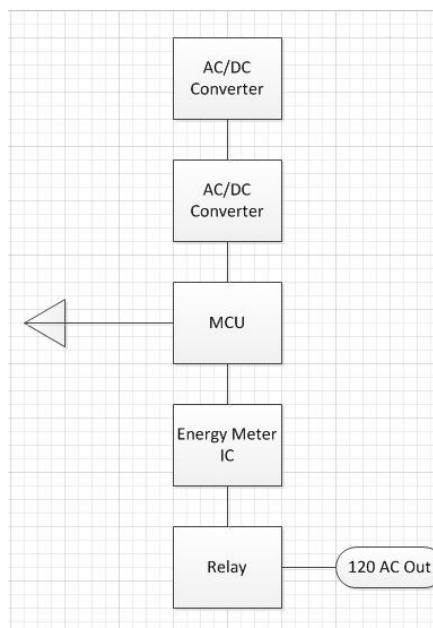 AC/DC
Converter
AC/DC
Converter
MCU
Energy Meter
IC
Relay
120 AC Out